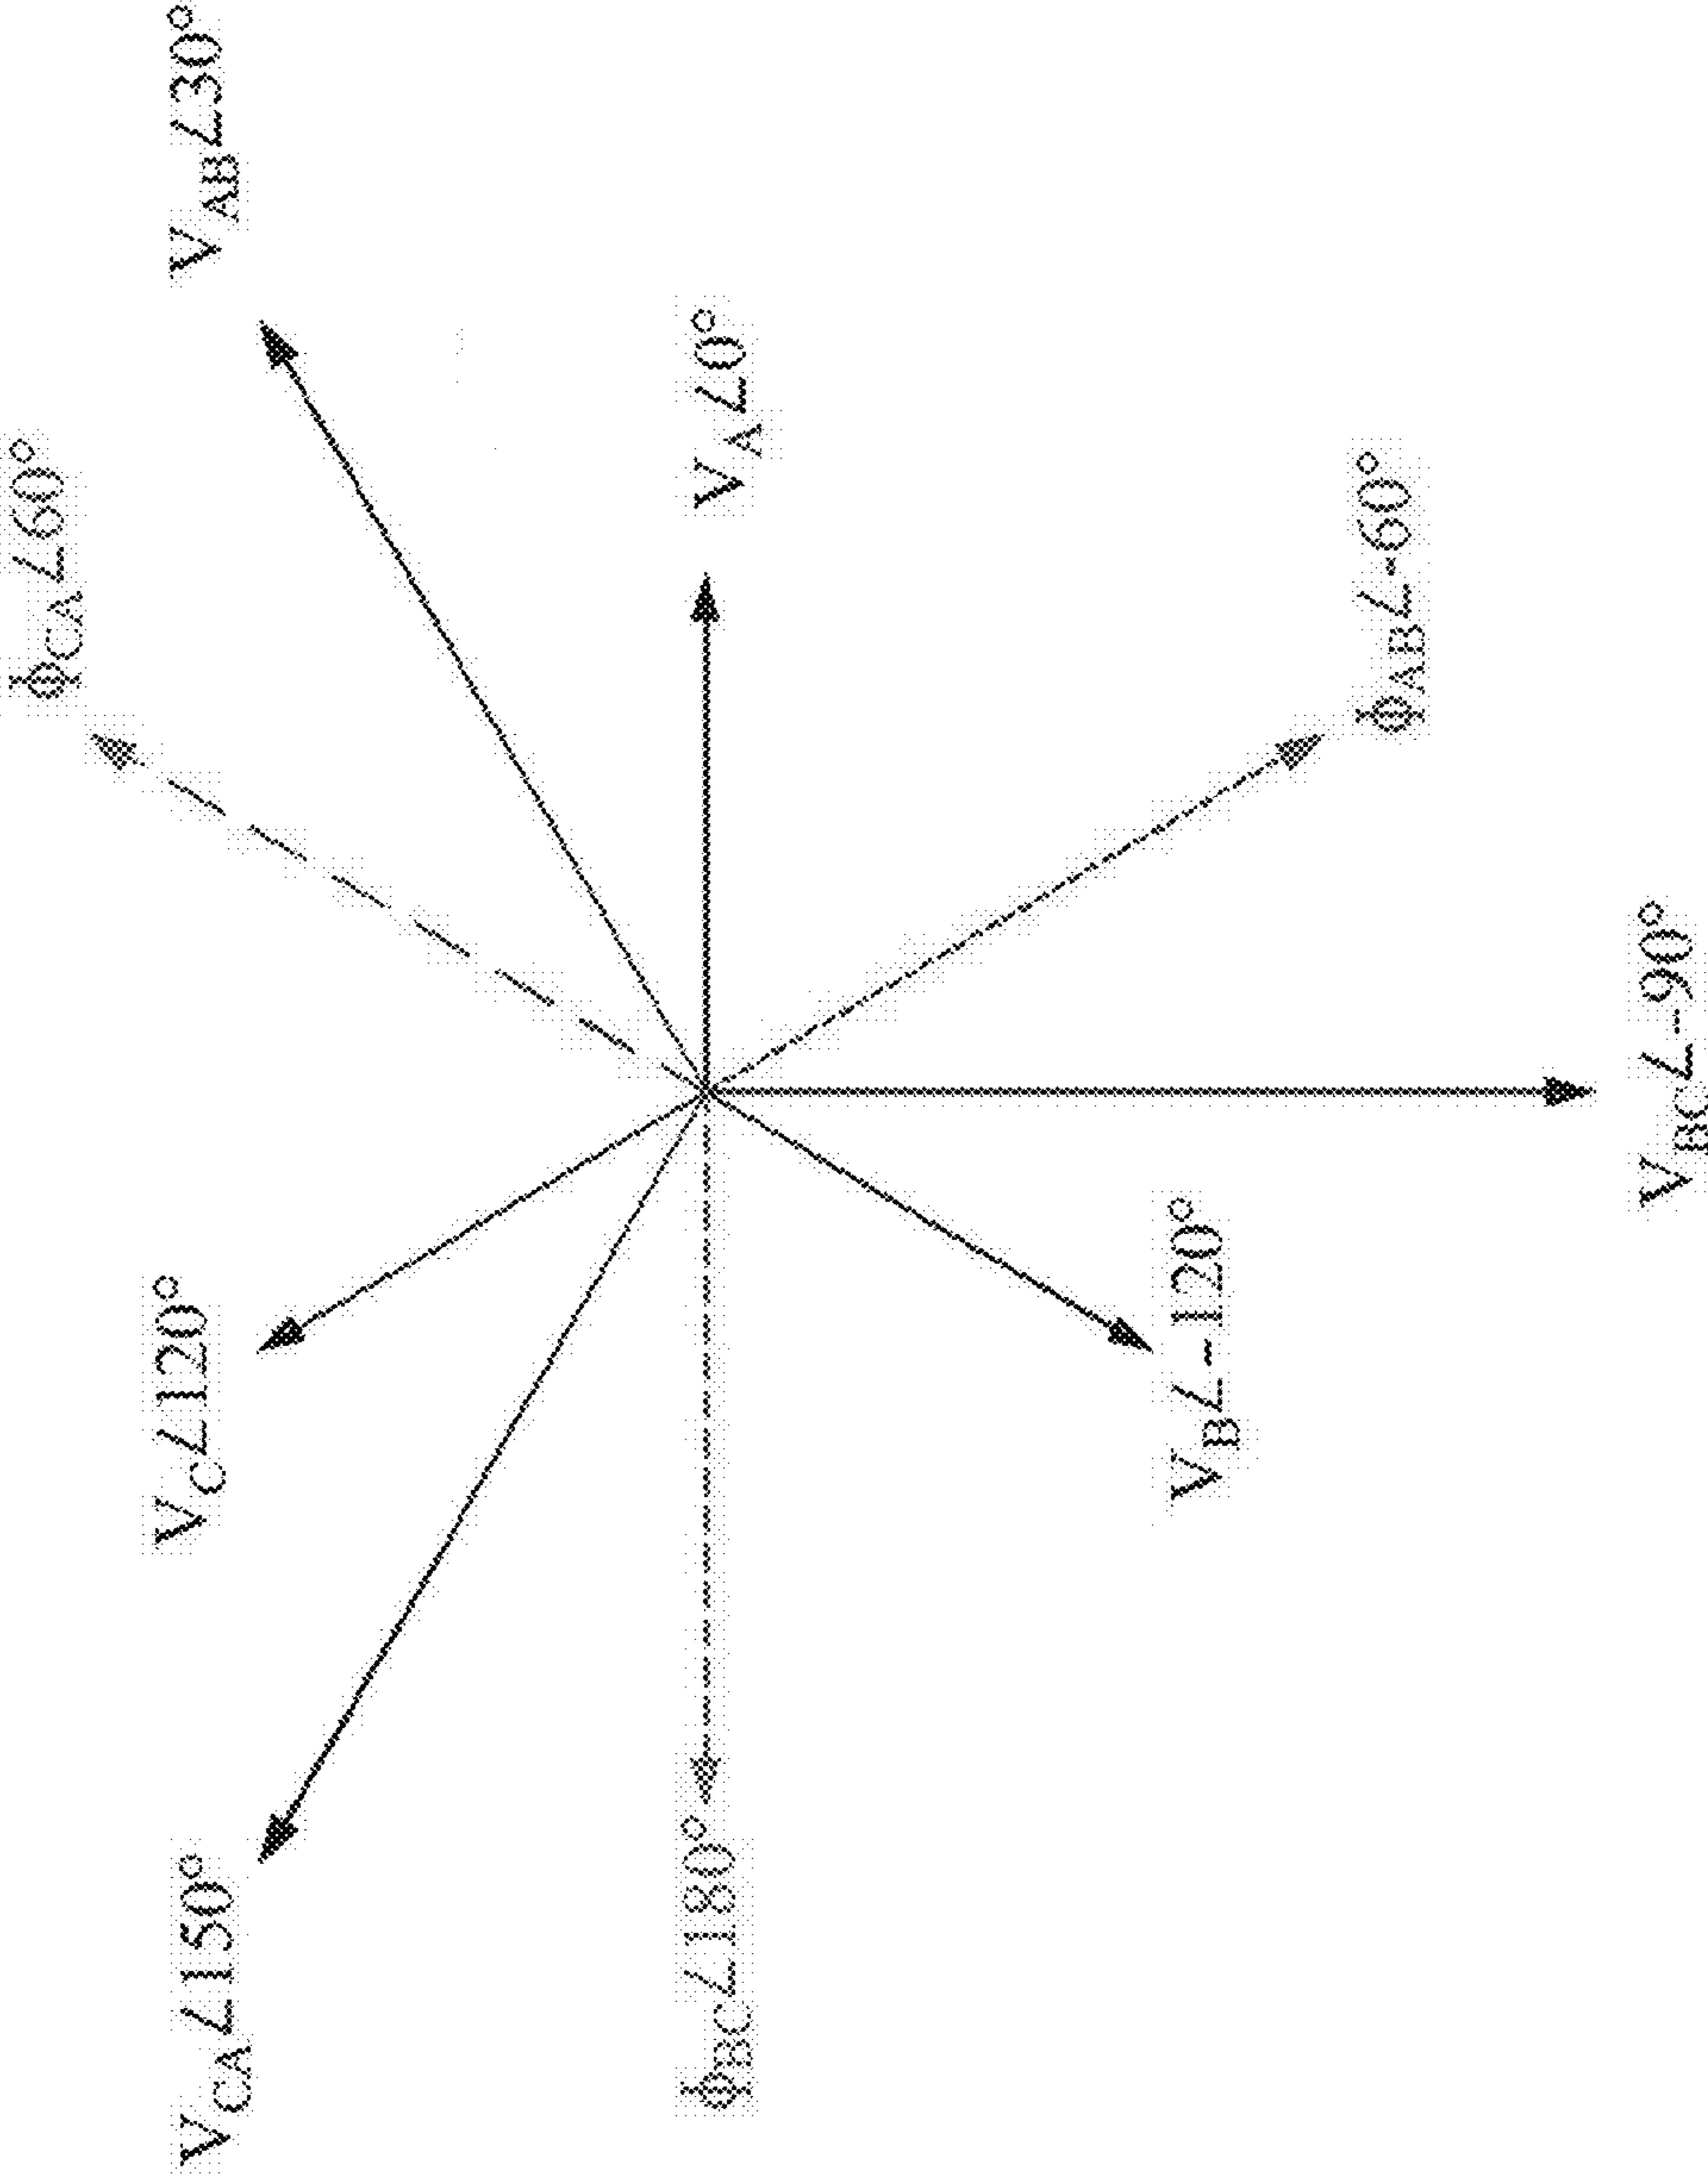 V_CA∠150°
V_C∠120°
ϕ_CA∠60°
V_AB∠30°
ϕ_BC∠180°
V_A∠0°
V_B∠-120°
ϕ_AB∠-60°
V_BC∠-90°